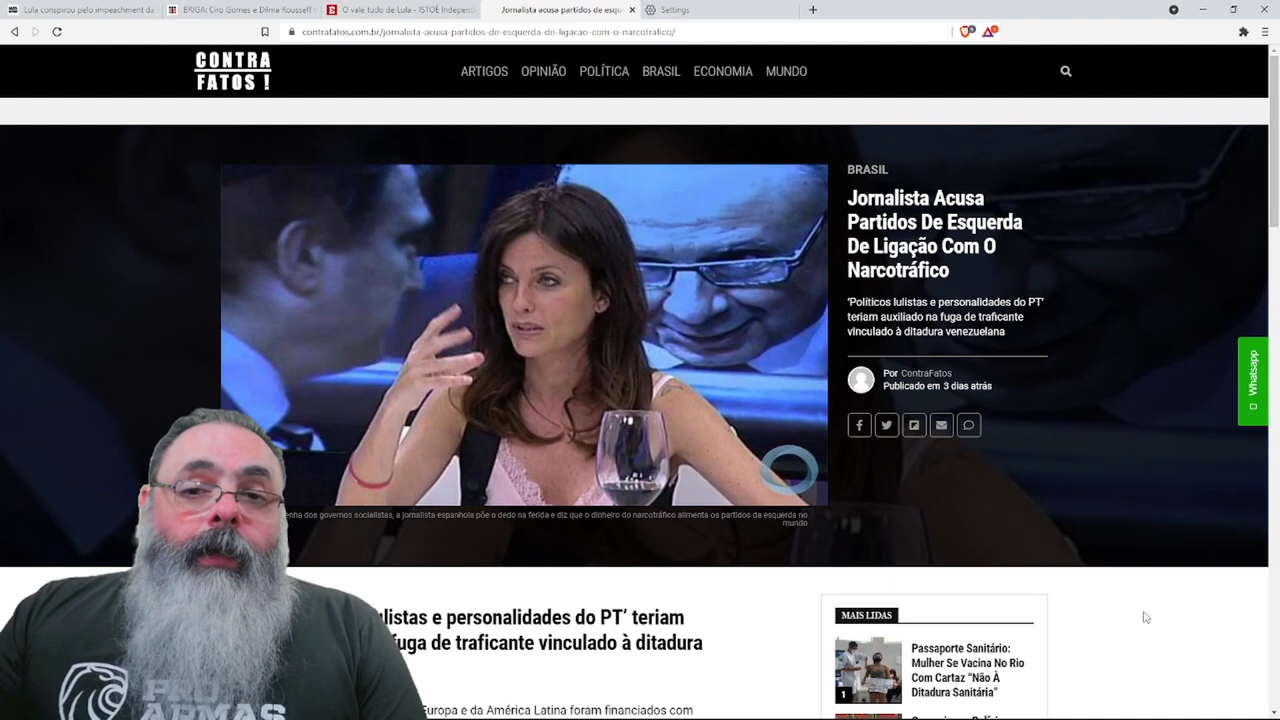 Lula conspirou pelo impeachment da
BRIGA: Ciro Gomes e Dilma Rousseff t
O vale tudo de Lula - ISTOÉ Independ
Jornalista acusa partidos de esqu
Settings
contrafatos.com.br/jornalista-acusa-partidos-de-esquerda-de-ligacao-com-o-narcotrafico/
CONTRA
FATOS !
ARTIGOS OPINIÃO POLÍTICA BRASIL ECONOMIA MUNDO
BRASIL
Jornalista Acusa
Partidos De Esquerda
De Ligação Com O
Narcotráfico
'Políticos lulistas e personalidades do PT'
teriam auxiliado na fuga de traficante
vinculado à ditadura venezuelana
Por ContraFatos
Publicado em 3 dias atrás
Whatsapp
enha dos governos socialistas, a jornalista espanhola põe o dedo na ferida e diz que o dinheiro do narcotráfico alimenta os partidos da esquerda no
mundo
ulistas e personalidades do PT' teriam
fuga de traficante vinculado à ditadura
Europa e da América Latina foram financiados com
MAIS LIDAS
1
Passaporte Sanitário:
Mulher Se Vacina No Rio
Com Cartaz "Não À
Ditadura Sanitária"
ARMAS